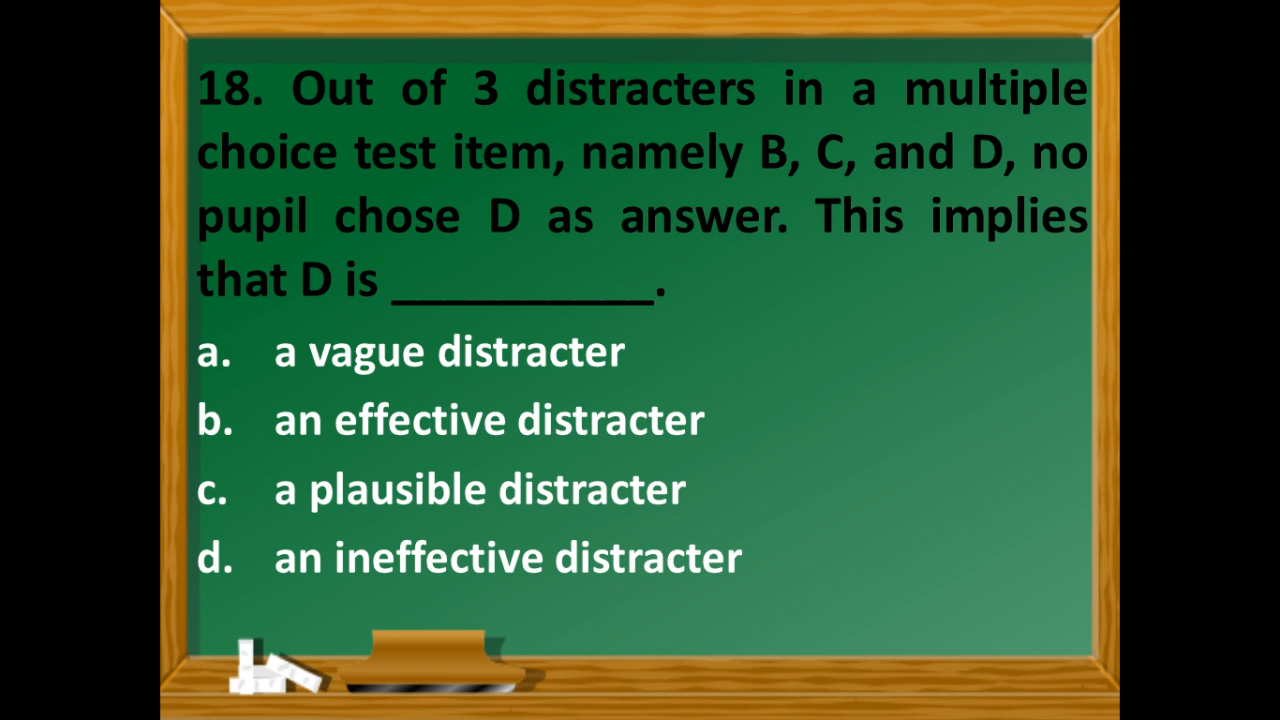 18. Out of 3 distracters in a multiple
choice test item, namely B, C, and D, no
pupil chose D as answer. This implies
that D is __________.
a. a vague distracter
b. an effective distracter
c. a plausible distracter
d. an ineffective distracter